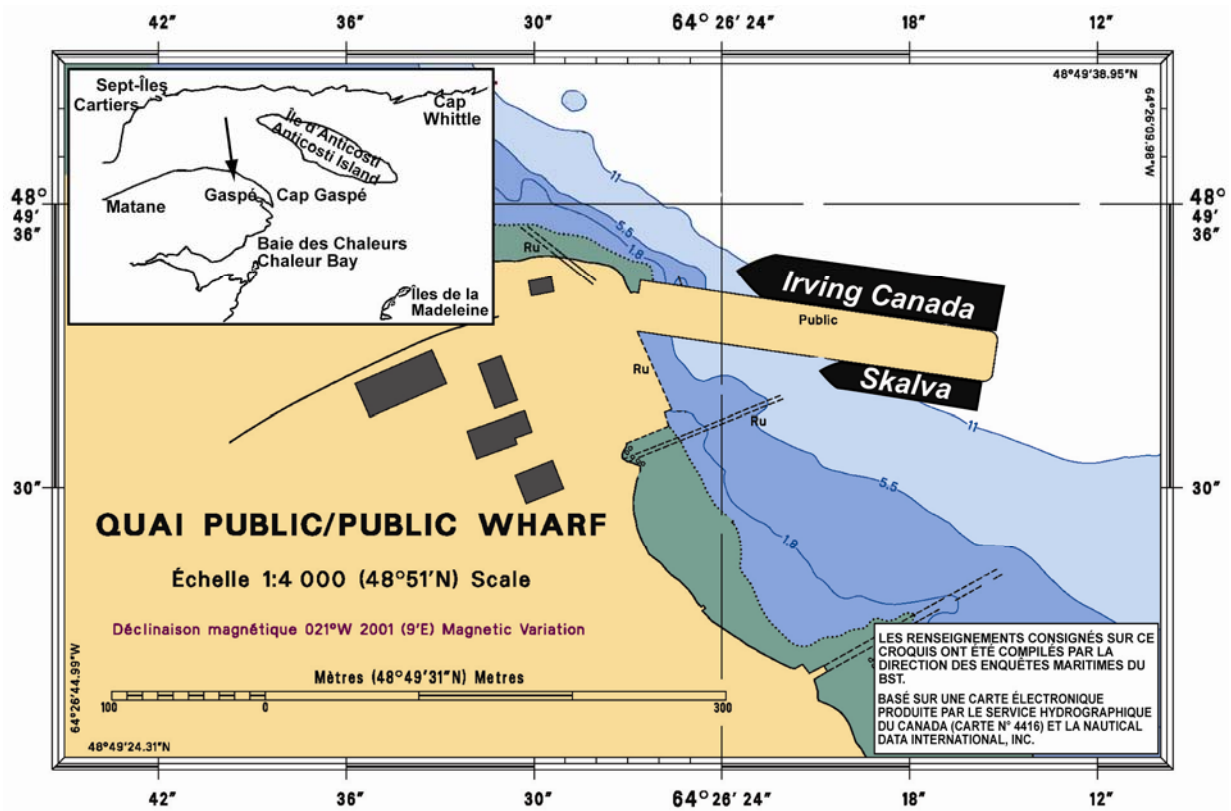 42″ 36″ 30″ 64° 26′ 24″ 18″ 12″
48°49′38.95″N
64°26′09.98″W
Sept-Îles
Cartiers
Cap
Whittle
Île d'Anticosti
Anticosti Island
Gaspé Cap Gaspé
Matane
Baie des Chaleurs
Chaleur Bay
Îles de la
Madeleine
48°
49′
36″
48°
49′
36″
11
5.5
1.8
Ru
Irving Canada
Public
Ru
Skalva
Ru
11
5.5
1.8
30″
30″
QUAI PUBLIC/PUBLIC WHARF
Échelle 1:4 000 (48°51′N) Scale
Déclinaison magnétique 021°W 2001 (9′E) Magnetic Variation
Mètres (48°49′31″N) Metres
100 0 300
64°26′44.99″W
48°49′24.31″N
LES RENSEIGNEMENTS CONSIGNÉS SUR CE
CROQUIS ONT ÉTÉ COMPILÉS PAR LA
DIRECTION DES ENQUÊTES MARITIMES DU
BST.
BASÉ SUR UNE CARTE ÉLECTRONIQUE
PRODUITE PAR LE SERVICE HYDROGRAPHIQUE
DU CANADA (CARTE N° 4416) ET LA NAUTICAL
DATA INTERNATIONAL, INC.
42″ 36″ 30″ 64° 26′ 24″ 18″ 12″